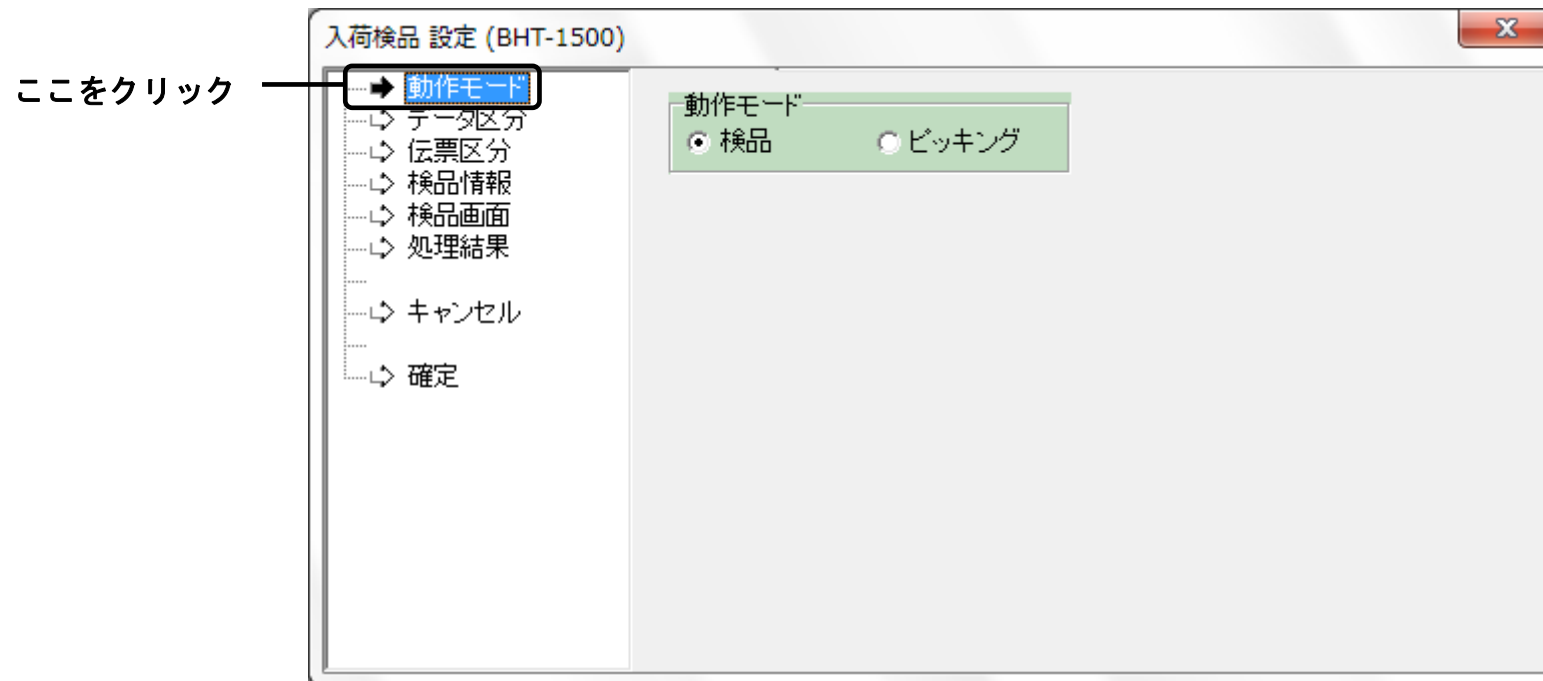 入荷検品 設定 (BHT-1500)
ここをクリック
動作モード
データ区分
伝票区分
検品情報
検品画面
処理結果
キャンセル
確定
動作モード
検品 ピッキング